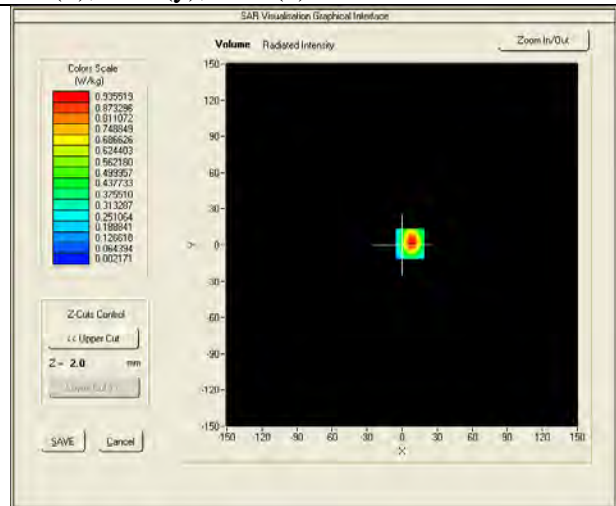 SAR Visualisation Graphical Interface
Volume Radiated Intensity
Zoom In/Out
Colors Scale
(W/kg)
0.935519
0.873296
0.811072
0.748849
0.686626
0.624403
0.562180
0.499957
0.437733
0.375510
0.313287
0.251064
0.188841
0.126618
0.064394
0.002171
150-
120-
90-
60-
30-
0-
-30-
-60-
-90-
-120-
-150-
Y
-150 -120 -90 -60 -30 0 30 60 90 120 150
X
Z-Cuts Control
<< Upper Cut
Z = 2.0 mm
SAVE Cancel